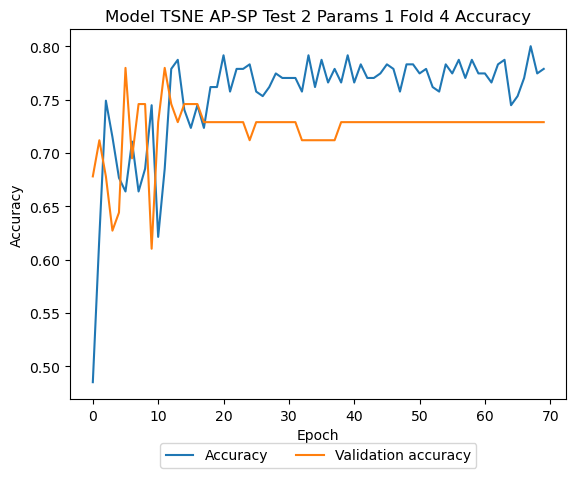 Model TSNE AP-SP Test 2 Params 1 Fold 4 Accuracy
0.80
0.75
0.70
0.65
0.60
0.55
0.50
Accuracy
0 10 20 30 40 50 60 70
Epoch
Accuracy Validation accuracy